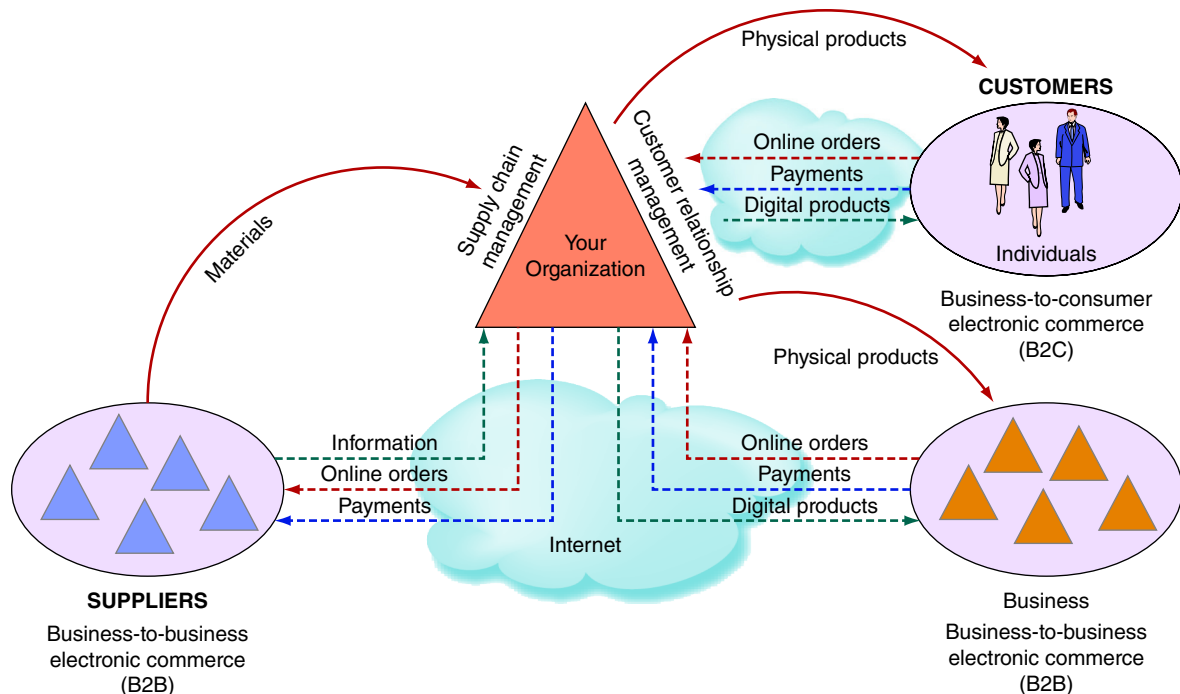 Physical products
CUSTOMERS
Online orders
Payments
Digital products
Individuals
Business-to-consumer
electronic commerce
(B2C)
Supply chain
management
Customer relationship
management
Your
Organization
Materials
Physical products
Information
Online orders
Payments
Internet
Online orders
Payments
Digital products
SUPPLIERS
Business-to-business
electronic commerce
(B2B)
Business
Business-to-business
electronic commerce
(B2B)